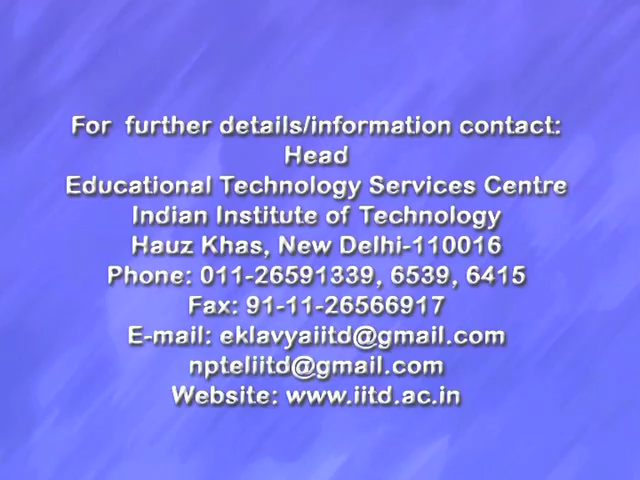 For further details/information contact:
Head
Educational Technology Services Centre
Indian Institute of Technology
Hauz Khas, New Delhi-110016
Phone: 011-26591339, 6539, 6415
Fax: 91-11-26566917
E-mail: eklavyaiitd@gmail.com
npteliitd@gmail.com
Website: www.iitd.ac.in